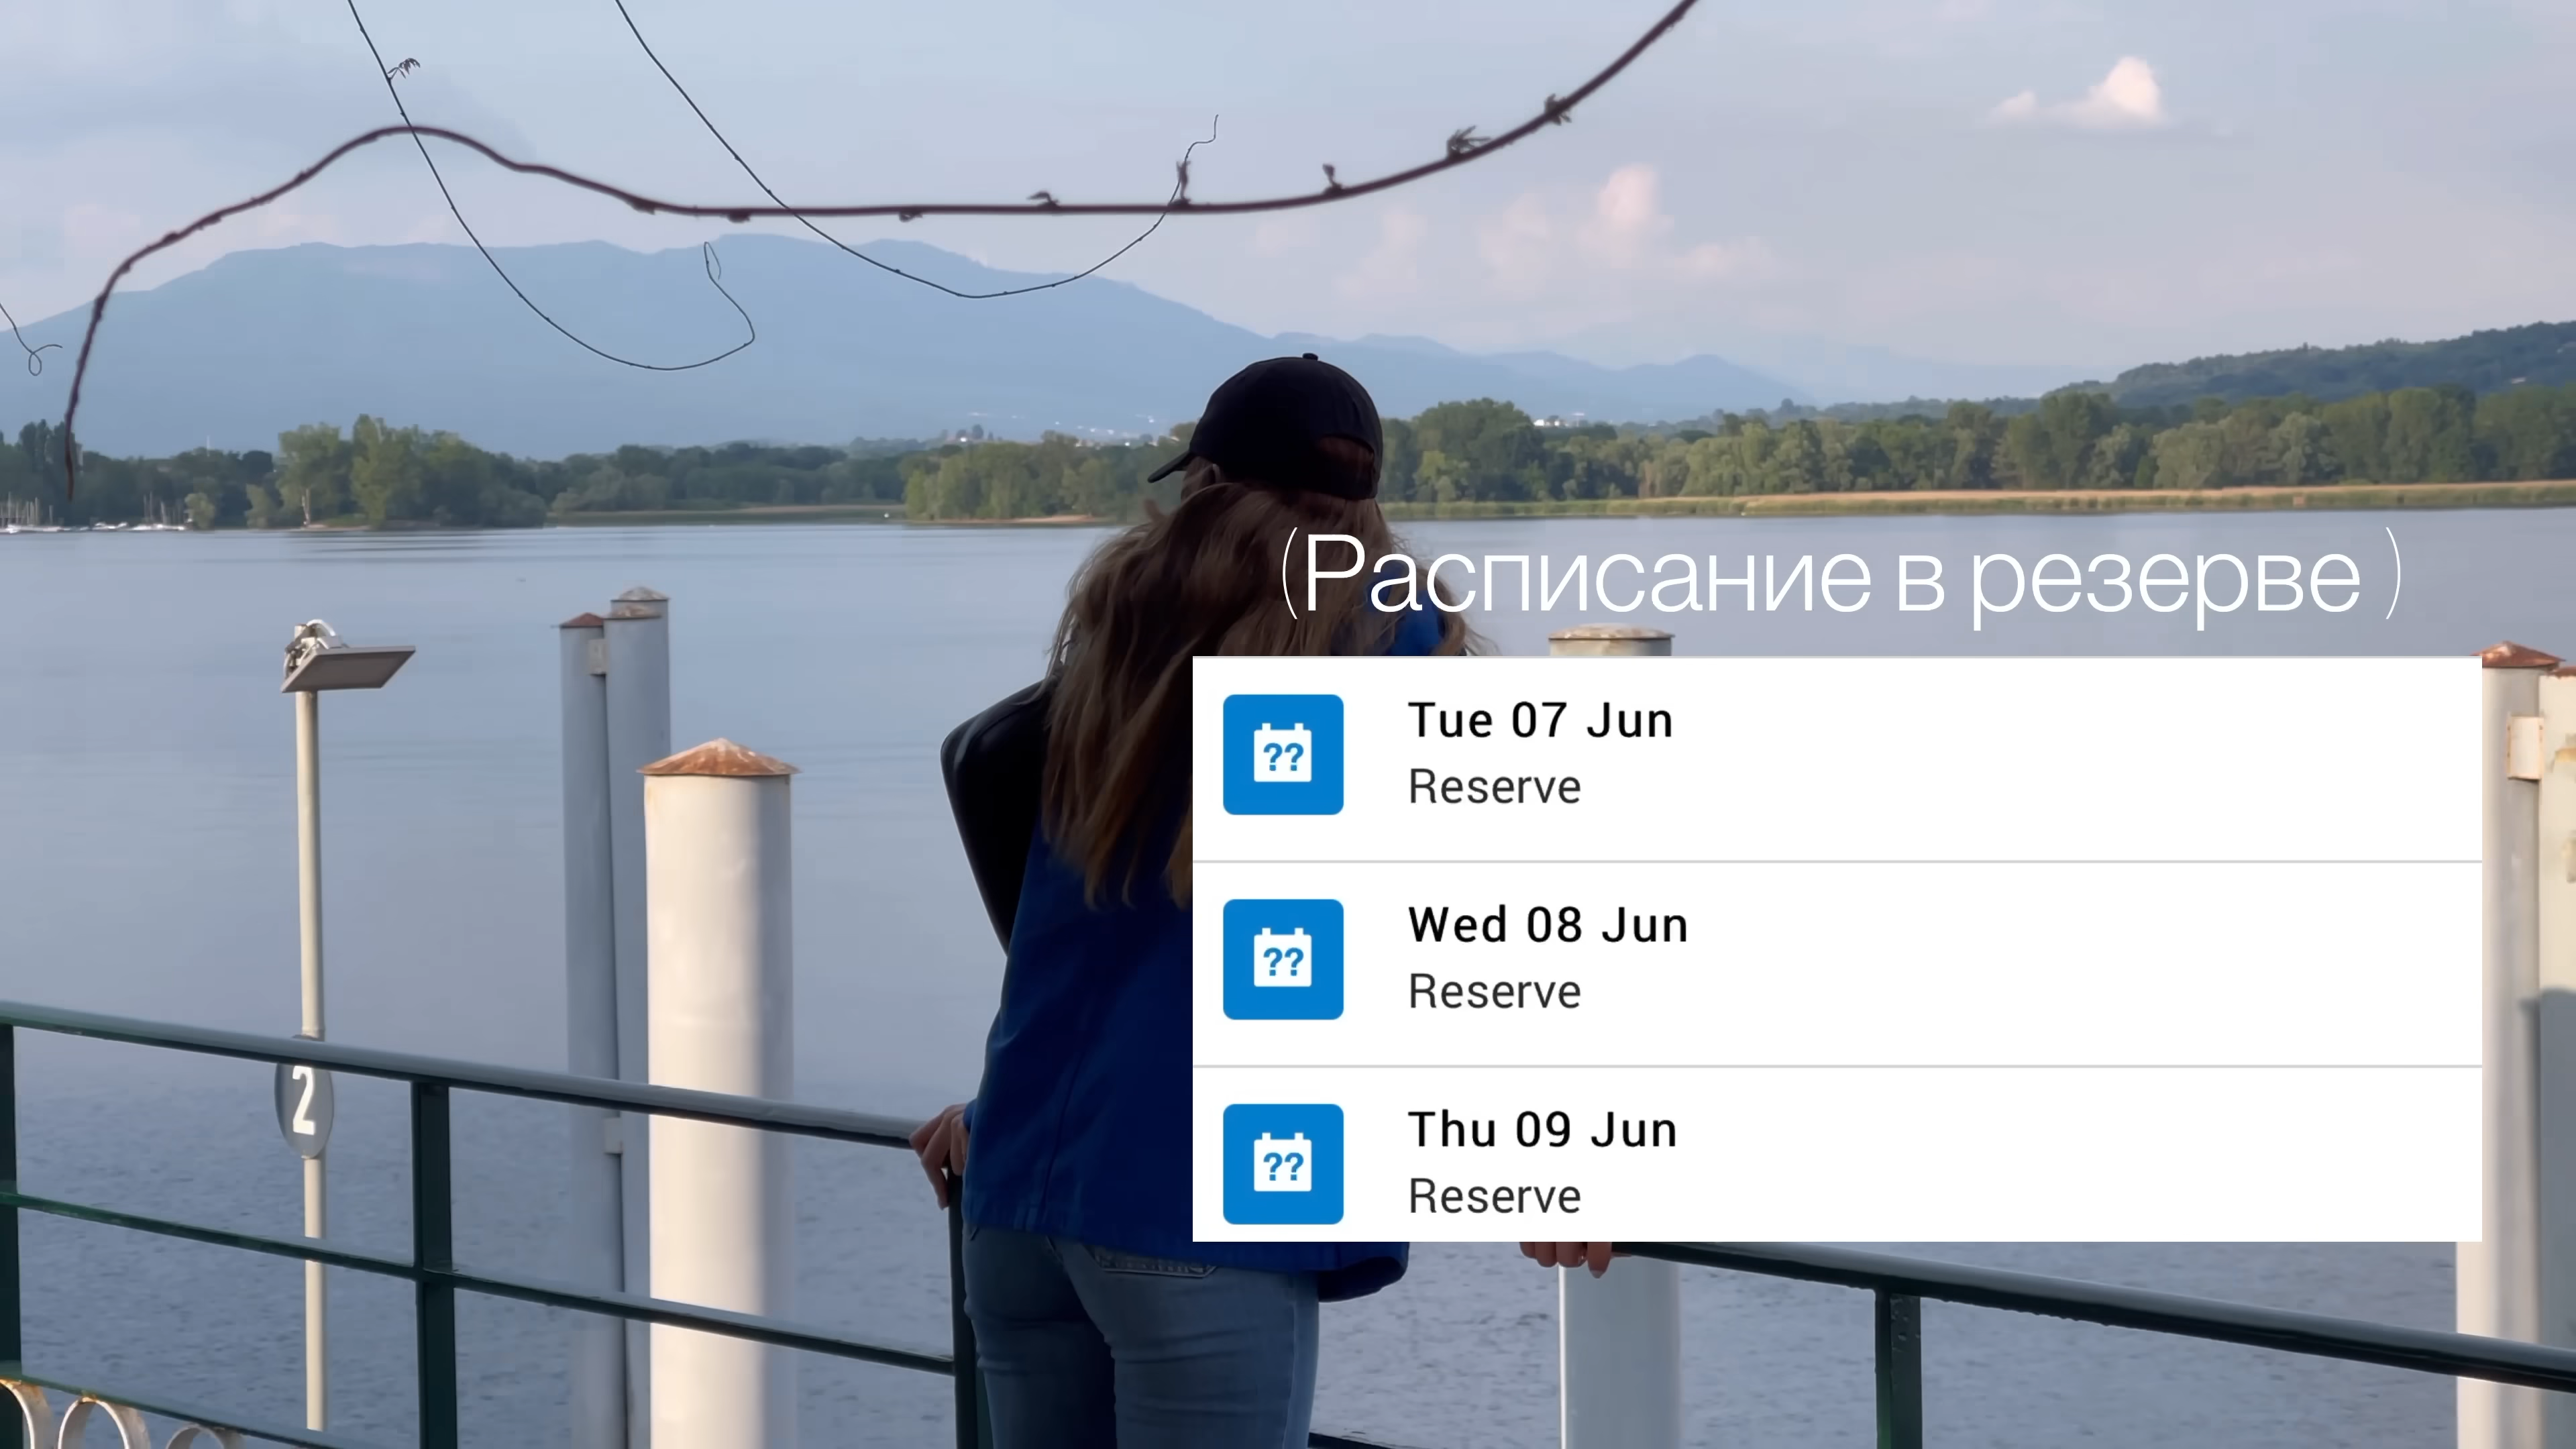 (Расписание в резерве )
??
Tue 07 Jun
Reserve
??
Wed 08 Jun
Reserve
??
Thu 09 Jun
Reserve
2